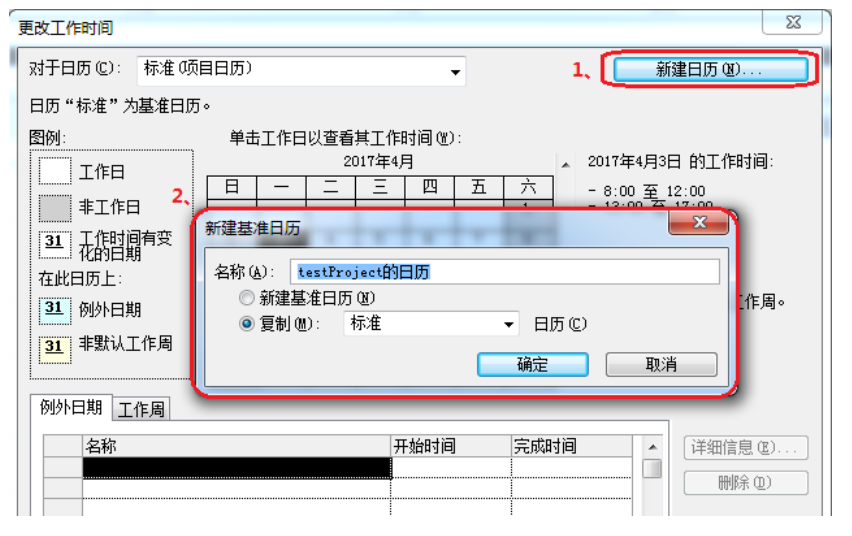 更改工作时间
对于日历(C): 标准(项目日历)
1、 新建日历(N)...
日历“标准”为基准日历。
图例:
单击工作日以查看其工作时间(W):
工作日
非工作日
31 工作时间有变化的日期
在此日历上:
31 例外日期
31 非默认工作周
2017年4月
日 一 二 三 四 五 六
1
2017年4月3日 的工作时间:
- 8:00 至 12:00
- 13:00 至 17:00
2、
新建基准日历
名称(A): testProject的日历
新建基准日历(N)
复制(M): 标准 日历(C)
确定 取消
工作周。
例外日期 工作周
名称 开始时间 完成时间
详细信息(E)...
删除(D)